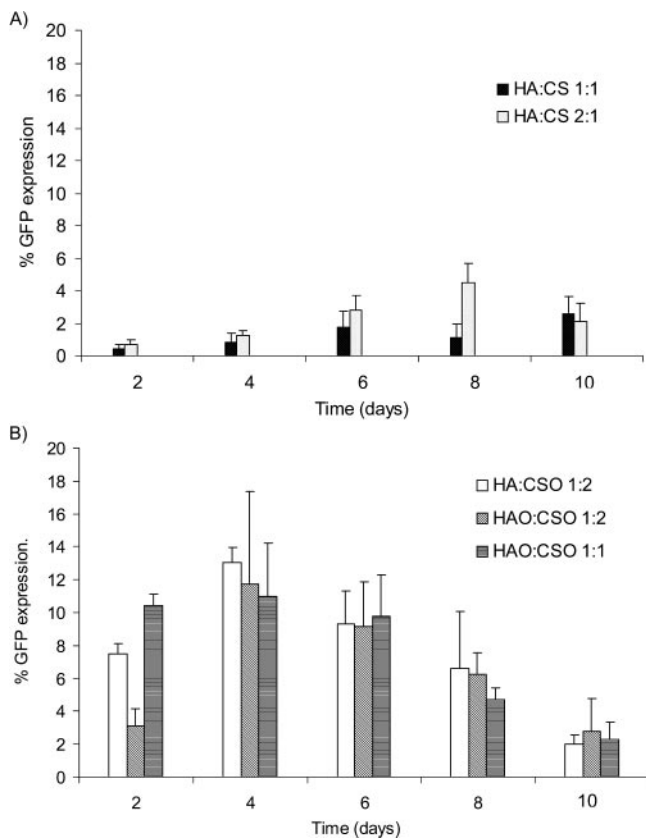 A)
20
18
16
14
12
10
8
6
4
2
0
% GFP expression
HA:CS 1:1
HA:CS 2:1
2 4 6 8 10
Time (days)
B)
20
18
16
14
12
10
8
6
4
2
0
% GFP expression.
HA:CSO 1:2
HAO:CSO 1:2
HAO:CSO 1:1
2 4 6 8 10
Time (days)